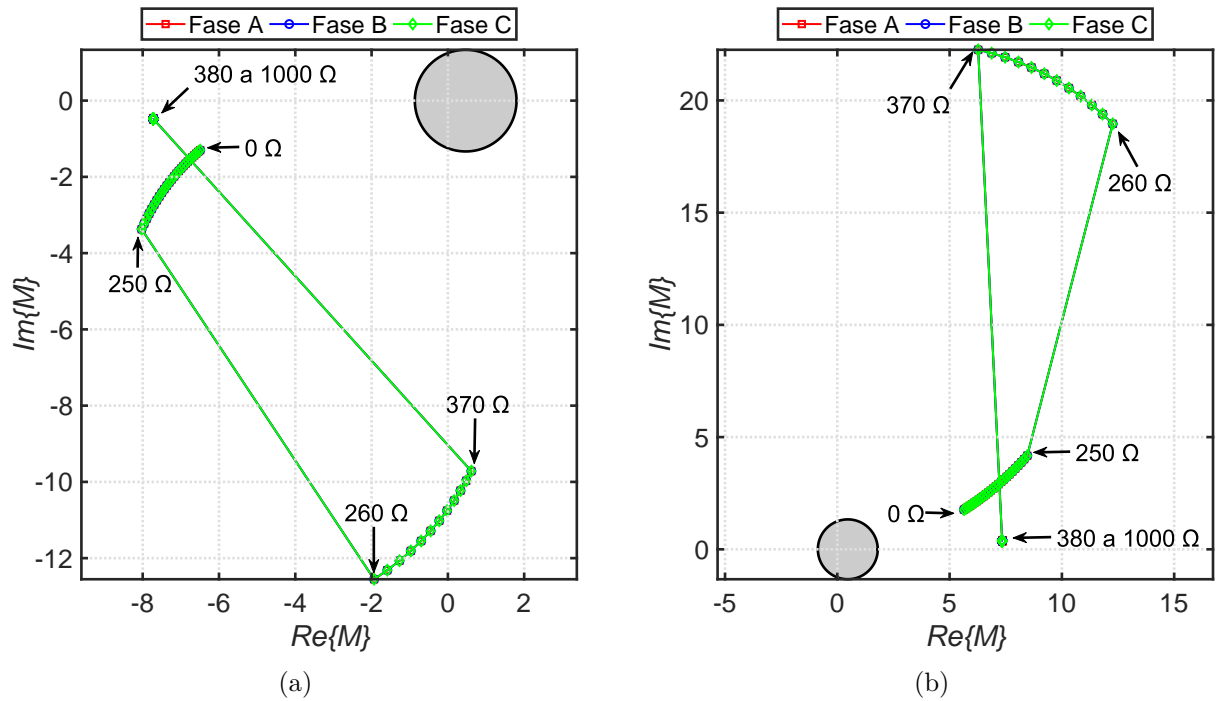 Fase A Fase B Fase C
0
-2
-4
-6
-8
-10
-12
Im{M}
380 a 1000 Ω
0 Ω
250 Ω
370 Ω
260 Ω
-8 -6 -4 -2 0 2
Re{M}
(a)
Fase A Fase B Fase C
20
15
10
5
0
Im{M}
370 Ω
260 Ω
250 Ω
0 Ω
380 a 1000 Ω
-5 0 5 10 15
Re{M}
(b)